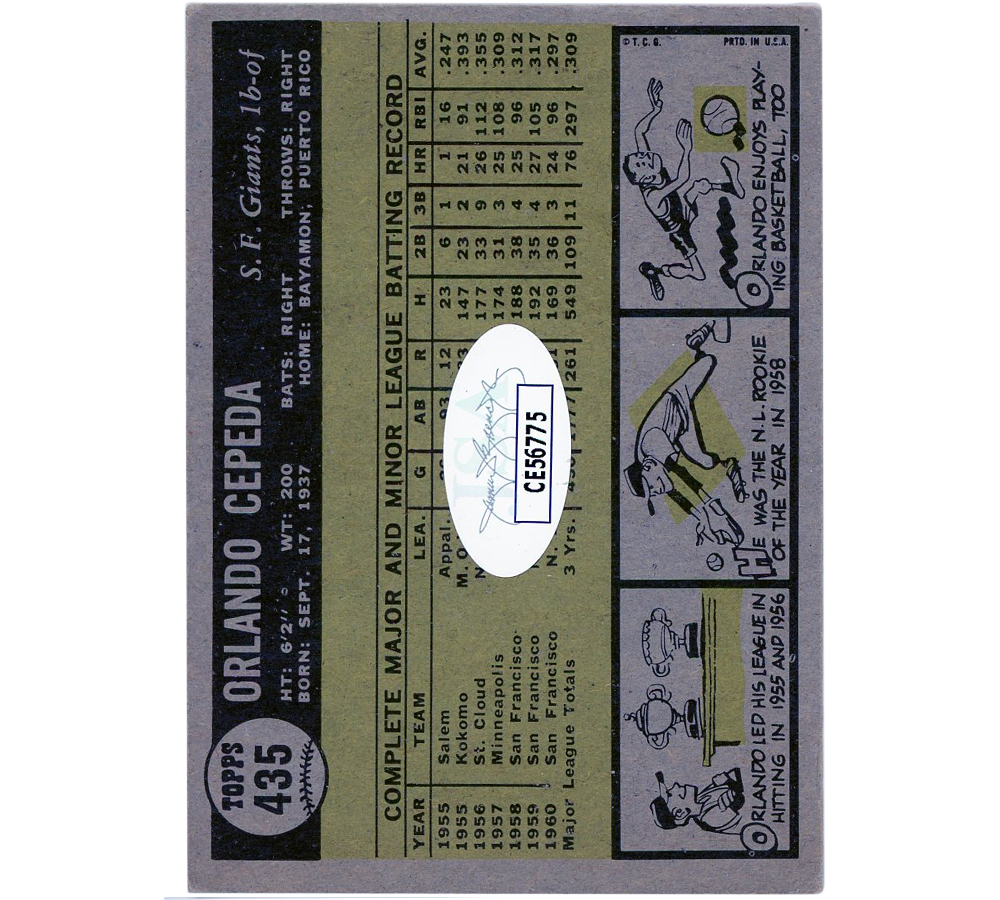 TOPPS
435
ORLANDO CEPEDA S. F. Giants, 1b-of
HT: 6'2" WT: 200 BATS: RIGHT THROWS: RIGHT
BORN: SEPT. 17, 1937 HOME: BAYAMON, PUERTO RICO
COMPLETE MAJOR AND MINOR LEAGUE BATTING RECORD
YEAR TEAM LEA. G AB R H 2B 3B HR RBI AVG.
1955 Salem Appal. 12 23 6 1 1 16 .247
1955 Kokomo M. O. 147 23 2 21 91 .393
1956 St. Cloud 177 33 9 26 112 .355
1957 Minneapolis 174 31 3 25 108 .309
1958 San Francisco 188 38 4 25 96 .312
1959 San Francisco 192 35 4 27 105 .317
1960 San Francisco N. 169 36 3 24 96 .297
Major League Totals 3 Yrs. 261 549 109 11 76 297 .309
CE56775
ORLANDO LED HIS LEAGUE IN
HITTING IN 1955 AND 1956
HE WAS THE N.L. ROOKIE
OF THE YEAR IN 1958
© T. C. G. PRTD. IN U.S.A.
ORLANDO ENJOYS PLAY-
ING BASKETBALL, TOO